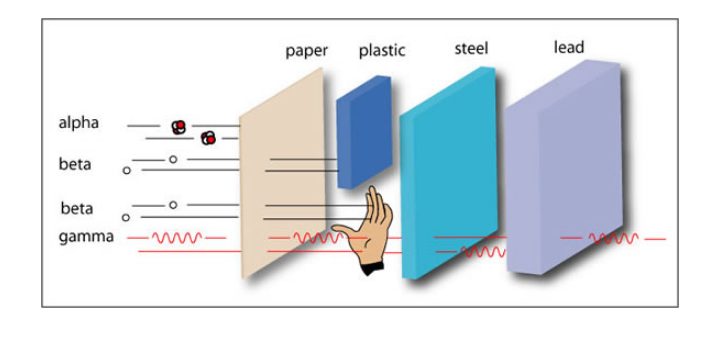 paper plastic steel lead
alpha
beta
beta
gamma